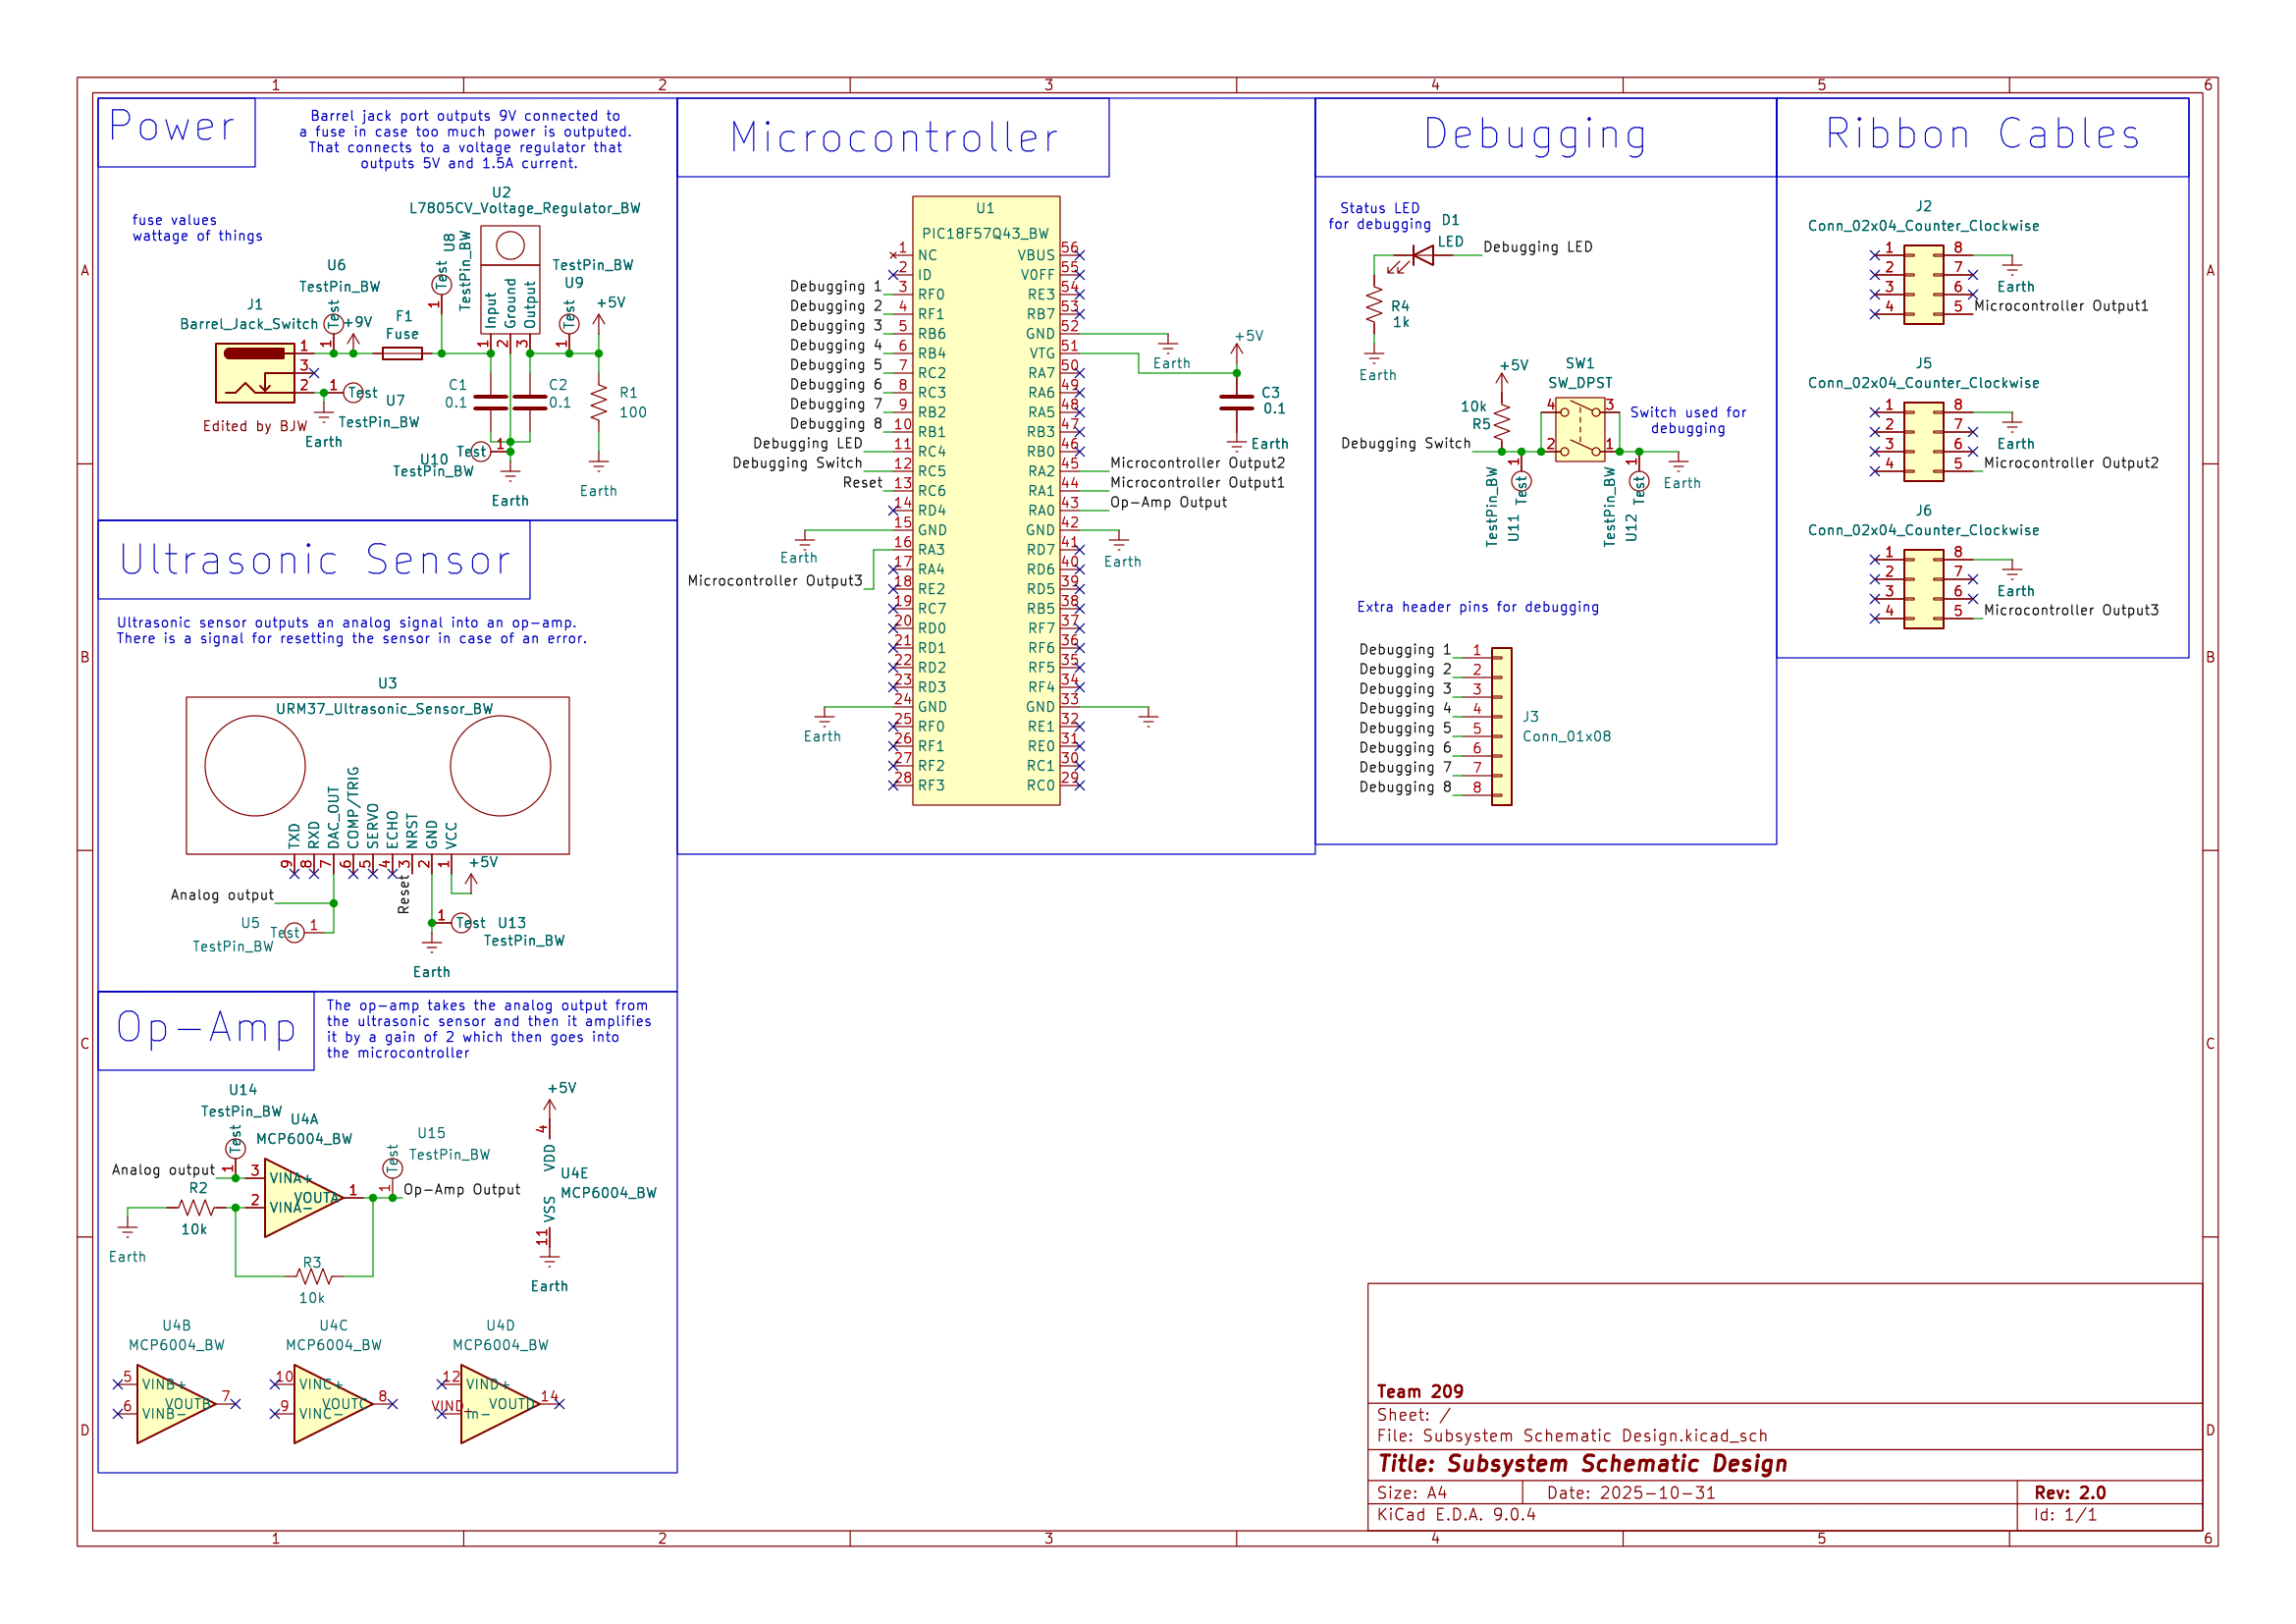 Power
Barrel jack port outputs 9V connected to
a fuse in case too much power is outputed.
That connects to a voltage regulator that
outputs 5V and 1.5A current.
fuse values
wattage of things
U2
L7805CV_Voltage_Regulator_BW
Input
Ground
Output
1
2
3
U6
TestPin_BW
Test
1
+9V
U8
TestPin_BW
Test
1
TestPin_BW
U9
Test
1
+5V
J1
Barrel_Jack_Switch
1
3
2
Edited by BJW
F1
Fuse
1
Test
U7
TestPin_BW
Earth
C1
0.1
C2
0.1
R1
100
U10
TestPin_BW
Test
1
Earth
Earth
Ultrasonic Sensor
Ultrasonic sensor outputs an analog signal into an op-amp.
There is a signal for resetting the sensor in case of an error.
U3
URM37_Ultrasonic_Sensor_BW
TXD
RXD
DAC_OUT
COMP/TRIG
SERVO
ECHO
NRST
GND
VCC
9
8
7
6
5
4
3
2
1
+5V
Reset
Analog output
U5
TestPin_BW
Test
1
1
Test
U13
TestPin_BW
Earth
Op-Amp
The op-amp takes the analog output from
the ultrasonic sensor and then it amplifies
it by a gain of 2 which then goes into
the microcontroller
U14
TestPin_BW
Test
1
U4A
MCP6004_BW
Analog output
3
VINA+
2
VINA-
VOUTA
1
R2
10k
Earth
R3
10k
U15
TestPin_BW
Test
1
Op-Amp Output
+5V
4
VDD
VSS
11
U4E
MCP6004_BW
Earth
U4B
MCP6004_BW
5
VINB+
6
VINB-
VOUTB
7
U4C
MCP6004_BW
10
VINC+
9
VINC-
VOUTC
8
U4D
MCP6004_BW
12
VIND+
VIND_
In-
VOUTD
14
Microcontroller
U1
PIC18F57Q43_BW
1 NC
2 ID
Debugging 1 3 RF0
Debugging 2 4 RF1
Debugging 3 5 RB6
Debugging 4 6 RB4
Debugging 5 7 RC2
Debugging 6 8 RC3
Debugging 7 9 RB2
Debugging 8 10 RB1
Debugging LED 11 RC4
Debugging Switch 12 RC5
Reset 13 RC6
14 RD4
15 GND
Earth
16 RA3
17 RA4
Microcontroller Output3
18 RE2
19 RC7
20 RD0
21 RD1
22 RD2
23 RD3
24 GND
Earth
25 RF0
26 RF1
27 RF2
28 RF3
VBUS 56
VOFF 55
RE3 54
RB7 53
GND 52
Earth
VTG 51
+5V
RA7 50
RA6 49
RA5 48
RB3 47
RB0 46
RA2 45 Microcontroller Output2
RA1 44 Microcontroller Output1
RA0 43 Op-Amp Output
GND 42
Earth
RD7 41
RD6 40
RD5 39
RB5 38
RF7 37
RF6 36
RF5 35
RF4 34
GND 33
RE1 32
RE0 31
RC1 30
RC0 29
C3
0.1
Earth
Debugging
Status LED
for debugging
D1
LED
Debugging LED
R4
1k
Earth
+5V
10k
R5
SW1
SW_DPST
4
3
2
1
Switch used for
debugging
Debugging Switch
TestPin_BW
U11
Test
1
TestPin_BW
U12
Test
1
Earth
Extra header pins for debugging
Debugging 1 1
Debugging 2 2
Debugging 3 3
Debugging 4 4
Debugging 5 5
Debugging 6 6
Debugging 7 7
Debugging 8 8
J3
Conn_01x08
Ribbon Cables
J2
Conn_02x04_Counter_Clockwise
1 8
2 7
3 6
4 5
Earth
Microcontroller Output1
J5
Conn_02x04_Counter_Clockwise
1 8
2 7
3 6
4 5
Earth
Microcontroller Output2
J6
Conn_02x04_Counter_Clockwise
1 8
2 7
3 6
4 5
Earth
Microcontroller Output3
Team 209
Sheet: /
File: Subsystem Schematic Design.kicad_sch
Title: Subsystem Schematic Design
Size: A4 Date: 2025-10-31 Rev: 2.0
KiCad E.D.A. 9.0.4 Id: 1/1
1 2 3 4 5 6
A B C D
A B C D
1 2 3 4 5 6